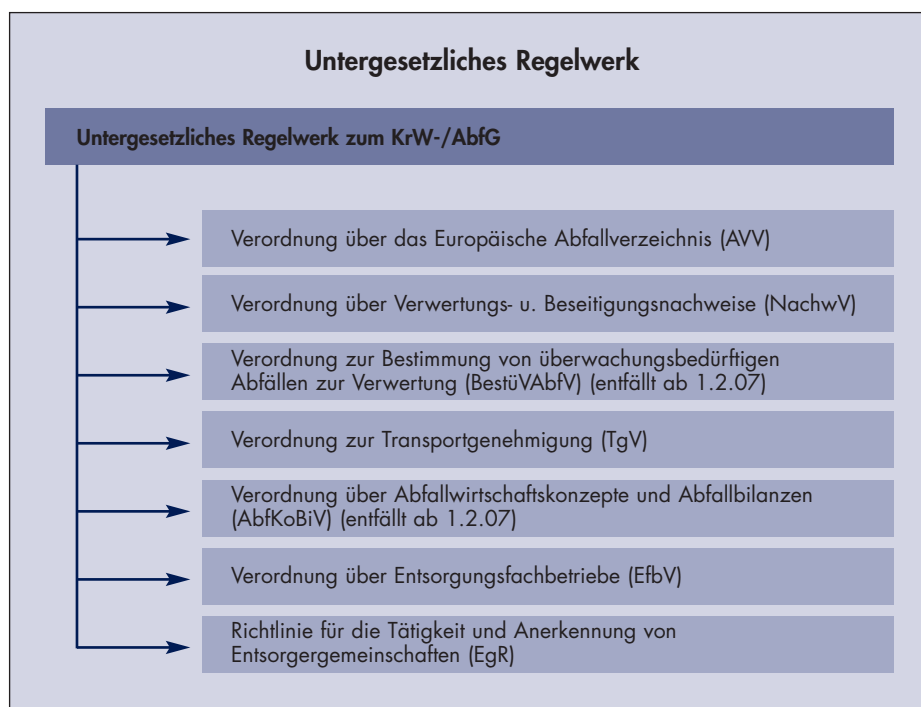 Untergesetzliches Regelwerk
Untergesetzliches Regelwerk zum KrW-/AbfG
Verordnung über das Europäische Abfallverzeichnis (AVV)
Verordnung über Verwertungs- u. Beseitigungsnachweise (NachwV)
Verordnung zur Bestimmung von überwachungsbedürftigen
Abfällen zur Verwertung (BestüVAbfV) (entfällt ab 1.2.07)
Verordnung zur Transportgenehmigung (TgV)
Verordnung über Abfallwirtschaftskonzepte und Abfallbilanzen
(AbfKoBiV) (entfällt ab 1.2.07)
Verordnung über Entsorgungsfachbetriebe (EfbV)
Richtlinie für die Tätigkeit und Anerkennung von
Entsorgergemeinschaften (EgR)